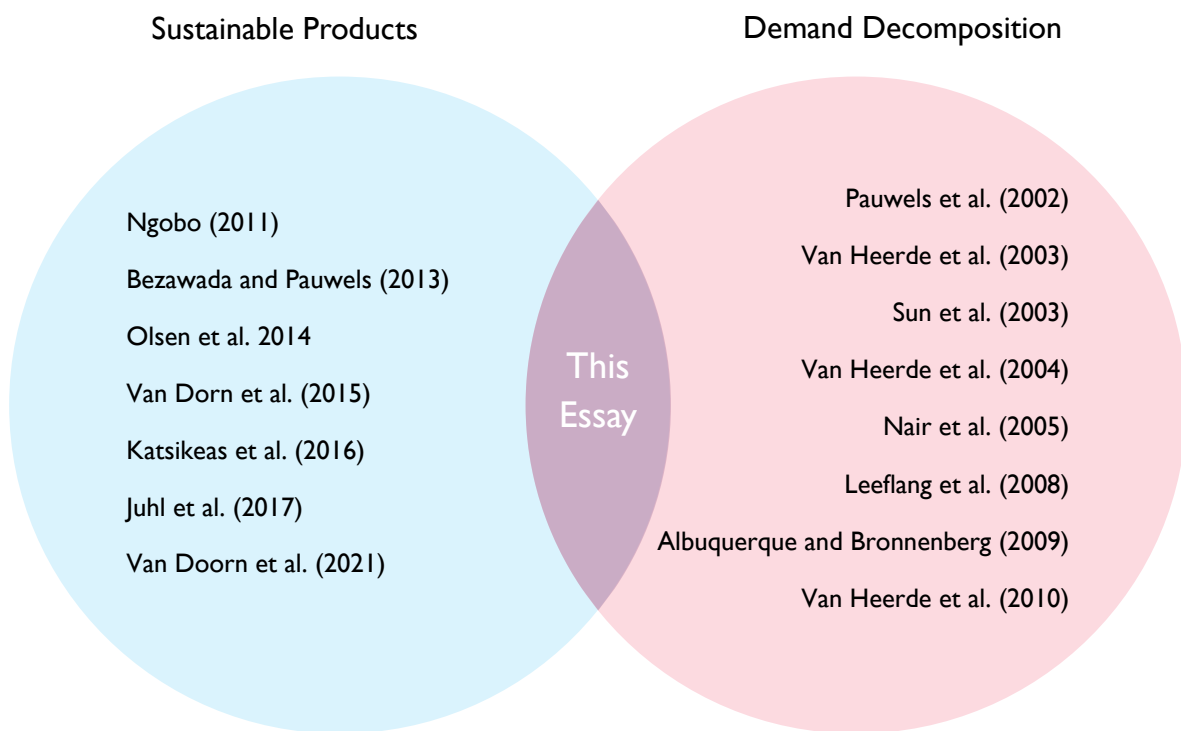 Sustainable Products
Demand Decomposition
Ngobo (2011)
Bezawada and Pauwels (2013)
Olsen et al. 2014
Van Dorn et al. (2015)
Katsikeas et al. (2016)
Juhl et al. (2017)
Van Doorn et al. (2021)
This
Essay
Pauwels et al. (2002)
Van Heerde et al. (2003)
Sun et al. (2003)
Van Heerde et al. (2004)
Nair et al. (2005)
Leeflang et al. (2008)
Albuquerque and Bronnenberg (2009)
Van Heerde et al. (2010)